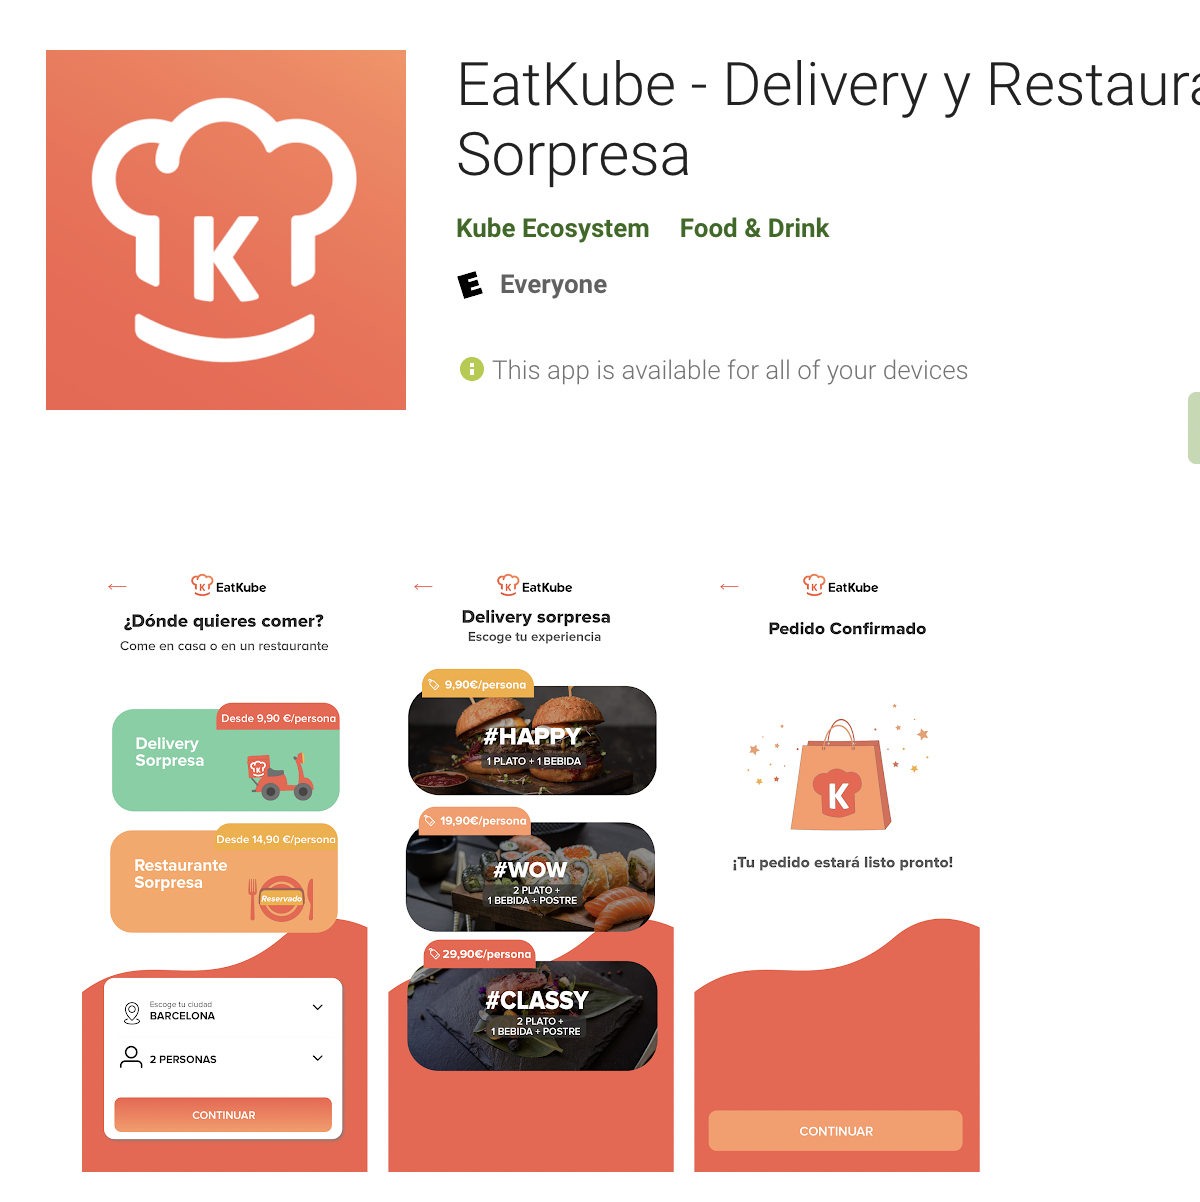 EatKube - Delivery y Restaura
Sorpresa
Kube Ecosystem Food & Drink
E Everyone
This app is available for all of your devices
K
EatKube
¿Dónde quieres comer?
Come en casa o en un restaurante
Desde 9,90 €/persona
Delivery
Sorpresa
K
Desde 14,90 €/persona
Restaurante
Sorpresa
Reservado
Escoge tu ciudad
BARCELONA
2 PERSONAS
CONTINUAR
EatKube
Delivery sorpresa
Escoge tu experiencia
9,90€/persona
#HAPPY
1 PLATO + 1 BEBIDA
19,90€/persona
#WOW
2 PLATO +
1 BEBIDA + POSTRE
29,90€/persona
#CLASSY
2 PLATO +
1 BEBIDA + POSTRE
EatKube
Pedido Confirmado
K
¡Tu pedido estará listo pronto!
CONTINUAR